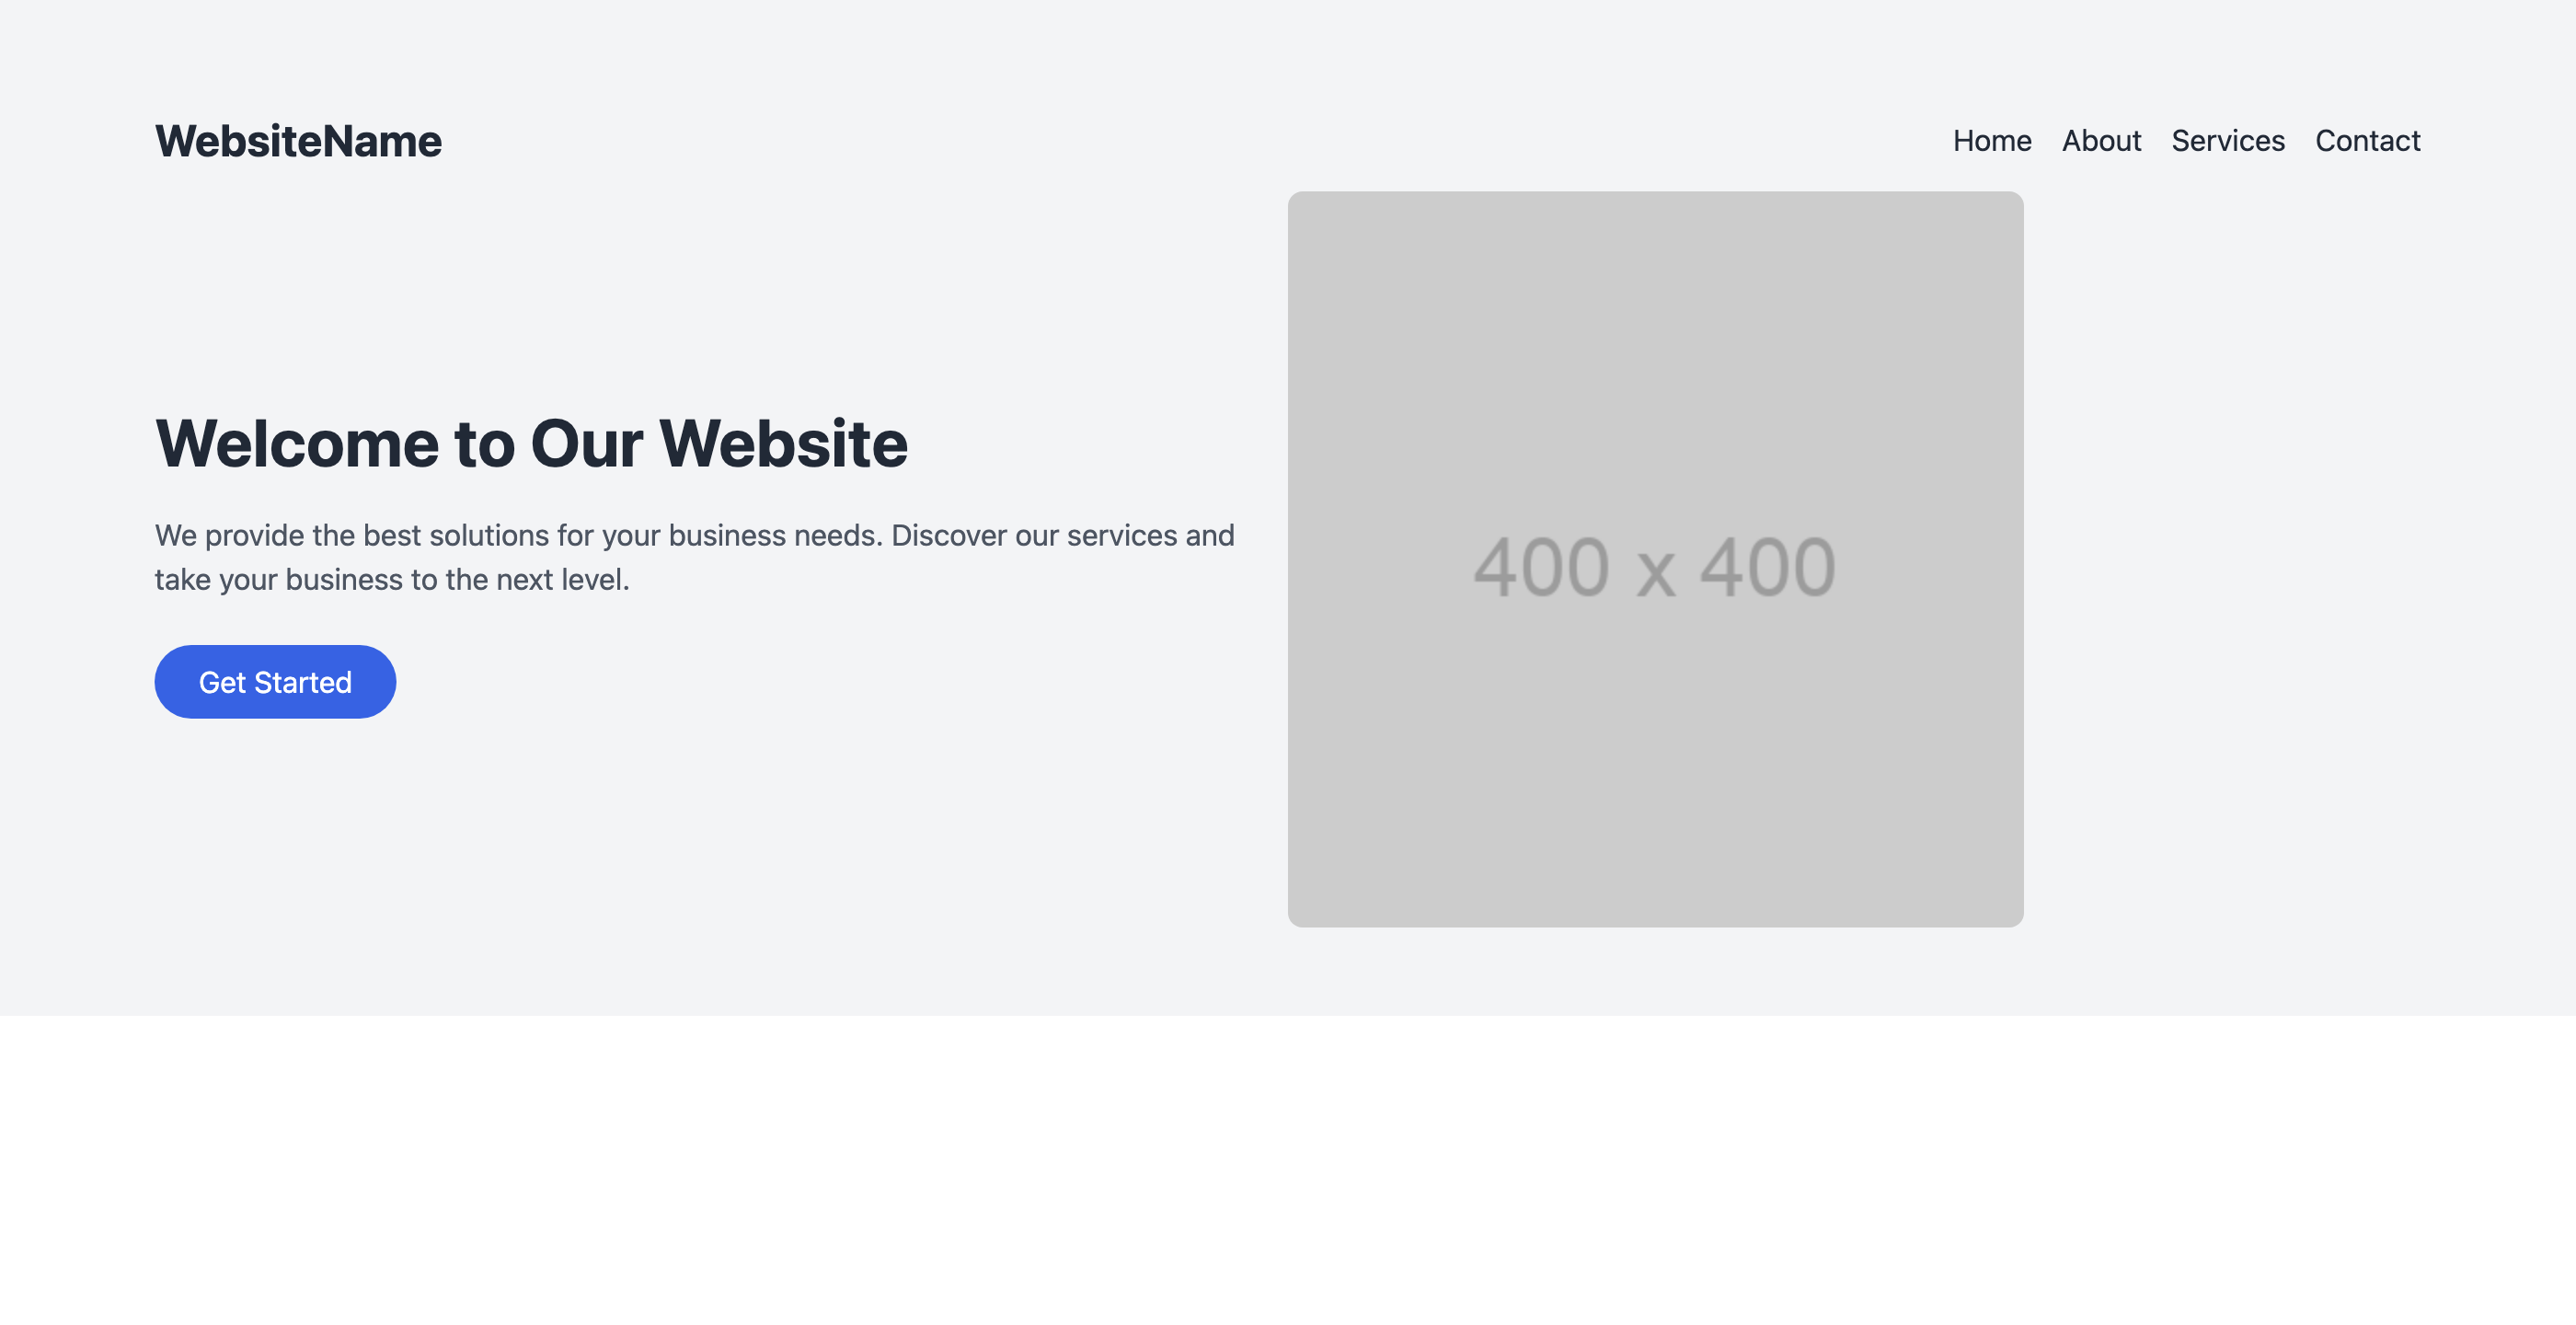 WebsiteName
Home About Services Contact
Welcome to Our Website
We provide the best solutions for your business needs. Discover our services and
take your business to the next level.
Get Started
400 x 400